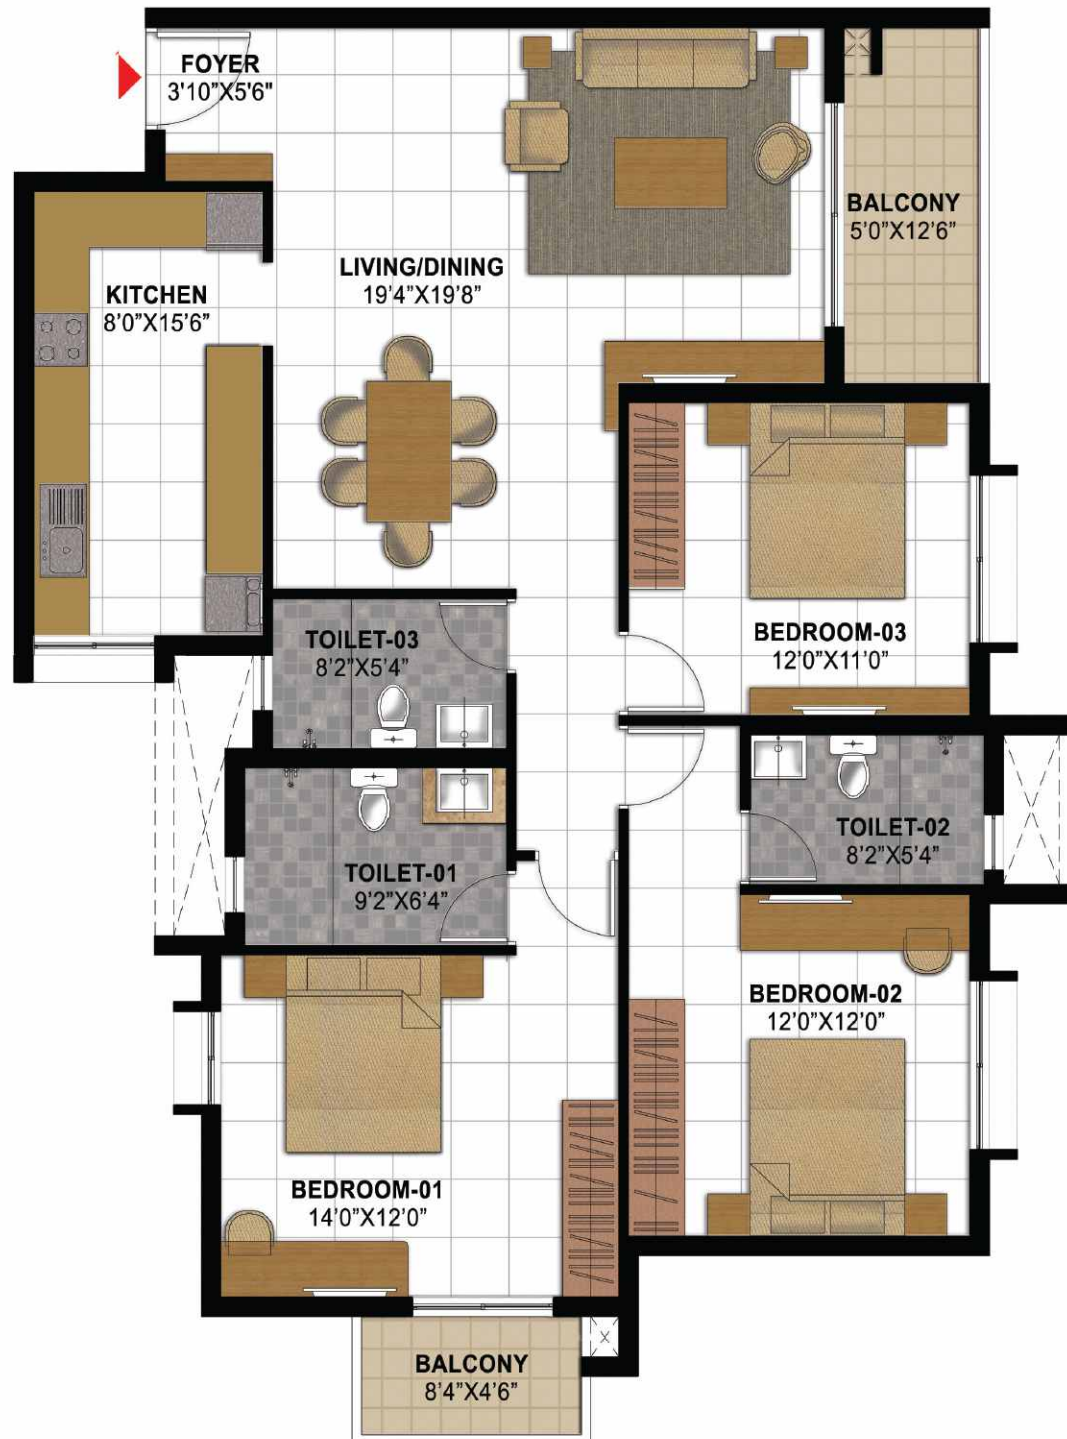 FOYER
3'10"X5'6"
BALCONY
5'0"X12'6"
LIVING/DINING
19'4"X19'8"
KITCHEN
8'0"X15'6"
TOILET-03
8'2"X5'4"
BEDROOM-03
12'0"X11'0"
TOILET-02
8'2"X5'4"
TOILET-01
9'2"X6'4"
BEDROOM-02
12'0"X12'0"
BEDROOM-01
14'0"X12'0"
BALCONY
8'4"X4'6"